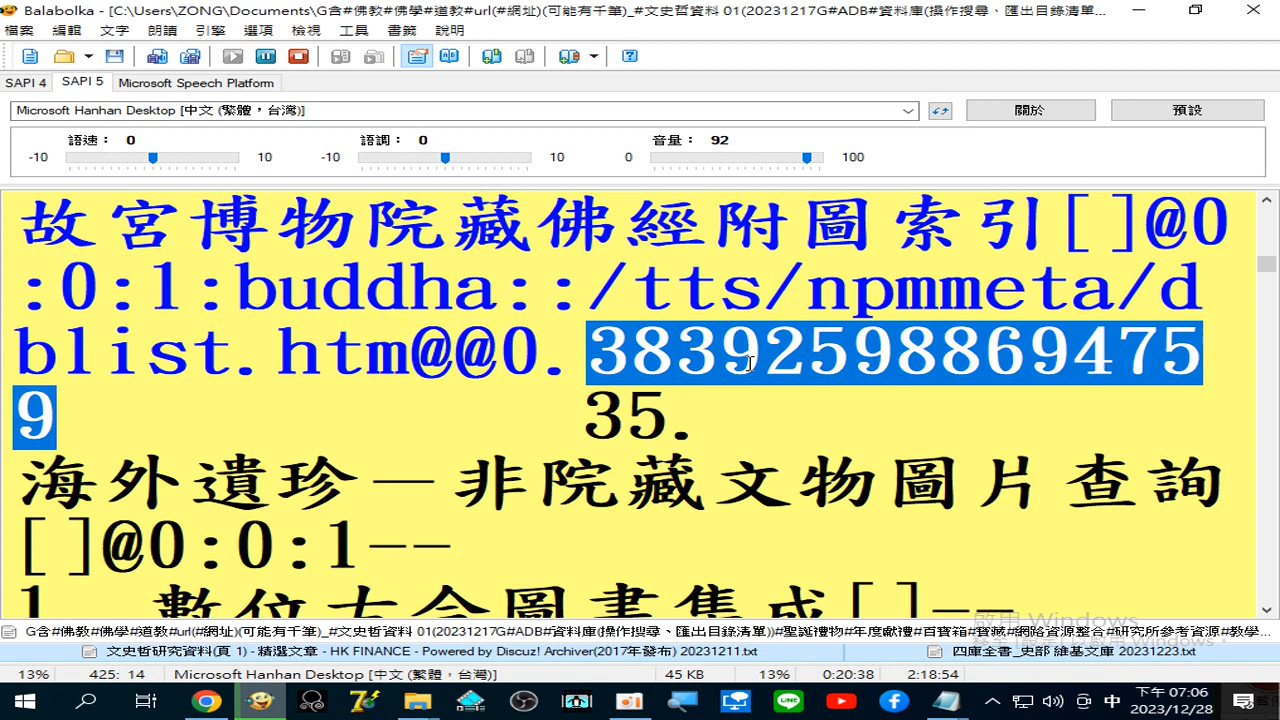 Balabolka - [C:\Users\ZONG\Documents\G含#佛教#佛學#道教#url(#網址)(可能有千筆)_#文史哲資料 01(20231217G#ADB#資料庫(操作搜尋、匯出目錄清單...
檔案 編輯 文字 朗讀 引擎 選項 檢視 工具 書籤 說明
SAPI 4 SAPI 5 Microsoft Speech Platform
Microsoft Hanhan Desktop [中文 (繁體，台灣)] 關於 預設
語速： 0 語調： 0 音量： 92
-10 10 -10 10 0 100
故宮博物院藏佛經附圖索引[]@0
:0:1:buddha::/tts/npmmeta/d
blist.htm@@0.38392598869475
9 35.
海外遺珍－非院藏文物圖片查詢
[]@0:0:1--
1. 數位古今圖書集成[]--
啟用 Windows
G含#佛教#佛學#道教#url(#網址)(可能有千筆)_#文史哲資料 01(20231217G#ADB#資料庫(操作搜尋、匯出目錄清單))#聖誕禮物#年度獻禮#百寶箱#寶藏#網路資源整合#研究所參考資源#教學...
文史哲研究資料(頁 1) - 精選文章 - HK FINANCE - Powered by Discuz! Archiver(2017年發布) 20231211.txt 四庫全書_史部 維基文庫 20231223.txt
13% 425: 14 Microsoft Hanhan Desktop [中文 (繁體，台灣)] 45 KB 13% 0:20:38 2:18:54
中 下午 07:06
2023/12/28